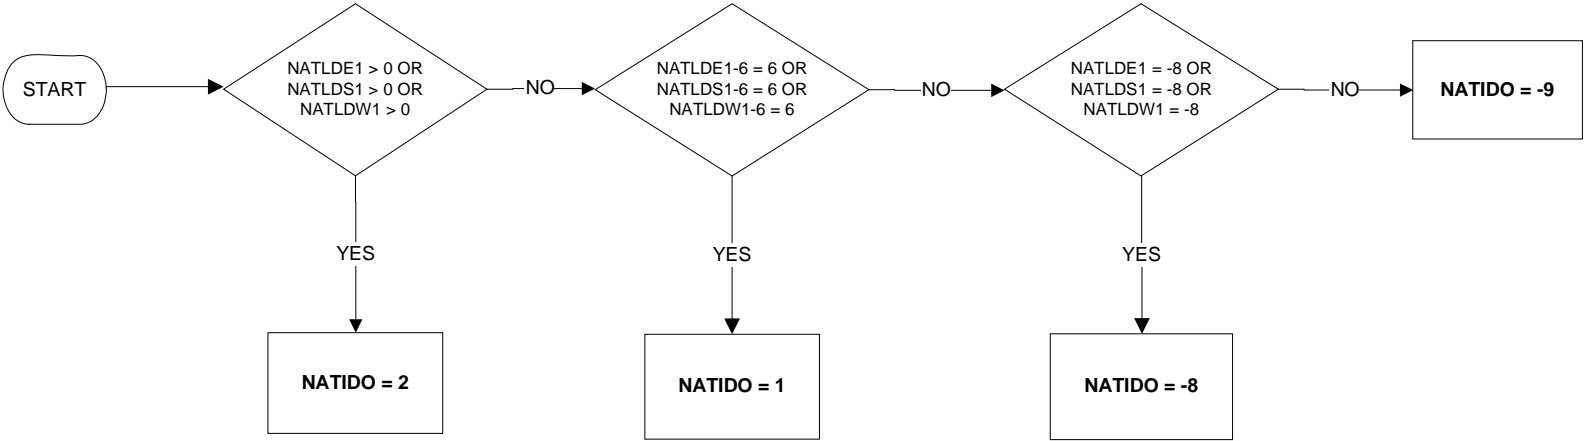 START
NATLDE1 > 0 OR
NATLDS1 > 0 OR
NATLDW1 > 0
NO
NATLDE1-6 = 6 OR
NATLDS1-6 = 6 OR
NATLDW1-6 = 6
NO
NATLDE1 = -8 OR
NATLDS1 = -8 OR
NATLDW1 = -8
NO
NATIDO = -9
YES
YES
YES
NATIDO = 2
NATIDO = 1
NATIDO = -8